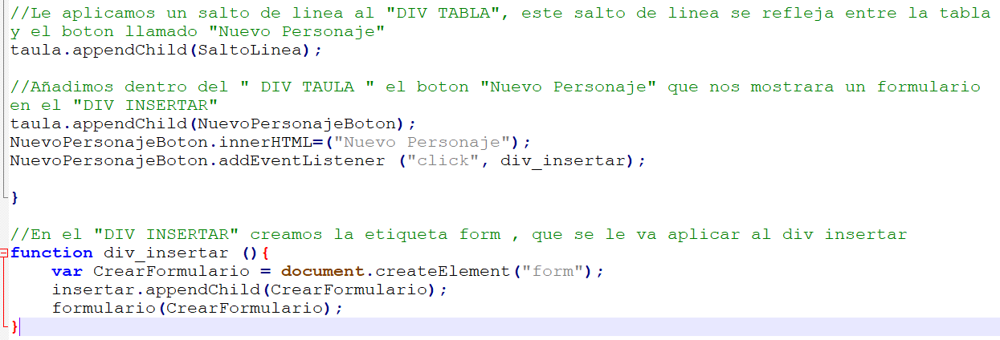 //Le aplicamos un salto de linea al "DIV TABLA", este salto de linea se refleja entre la tabla
y el boton llamado "Nuevo Personaje"
taula.appendChild(SaltoLinea);
//Añadimos dentro del " DIV TAULA " el boton "Nuevo Personaje" que nos mostrara un formulario
en el "DIV INSERTAR"
taula.appendChild(NuevoPersonajeBoton);
NuevoPersonajeBoton.innerHTML=("Nuevo Personaje");
NuevoPersonajeBoton.addEventListener ("click", div_insertar);
}
//En el "DIV INSERTAR" creamos la etiqueta form , que se le va aplicar al div insertar
function div_insertar (){
    var CrearFormulario = document.createElement("form");
    insertar.appendChild(CrearFormulario);
    formulario(CrearFormulario);
}